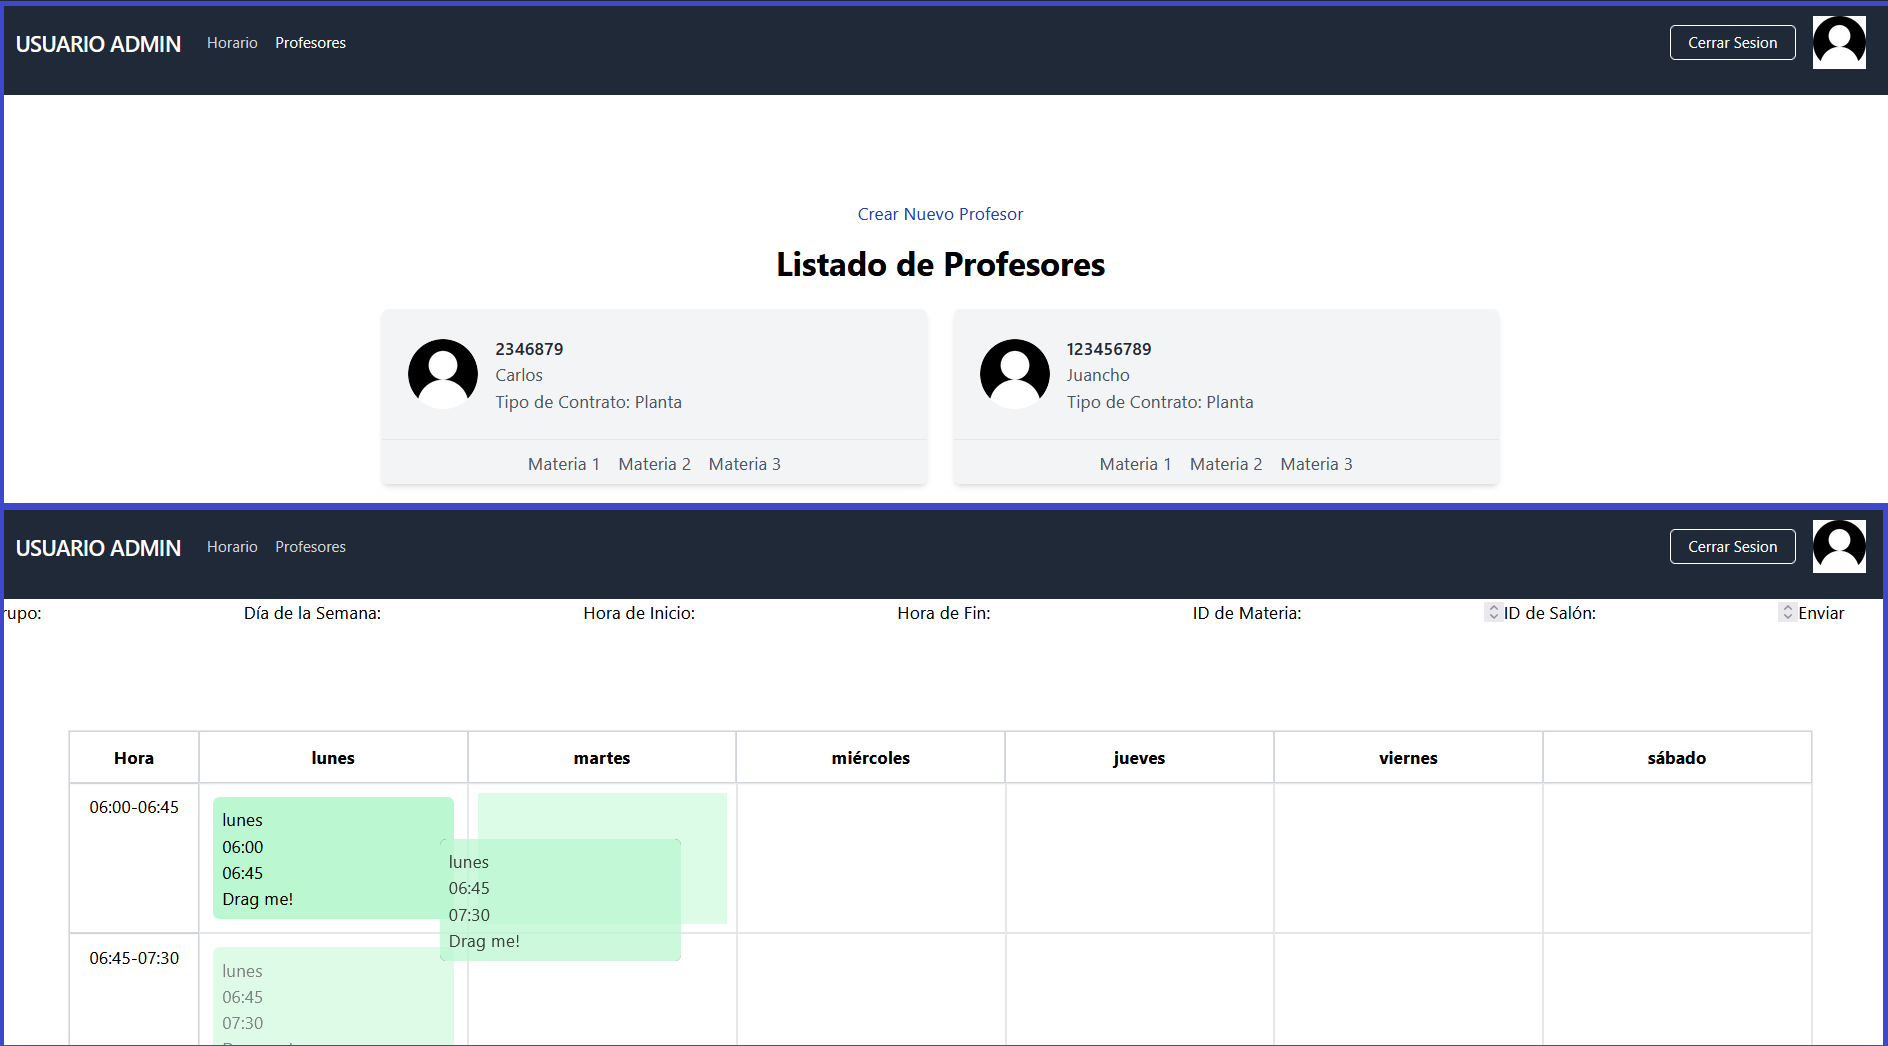 USUARIO ADMIN Horario Profesores Cerrar Sesion
Crear Nuevo Profesor
Listado de Profesores
2346879
Carlos
Tipo de Contrato: Planta
Materia 1 Materia 2 Materia 3
123456789
Juancho
Tipo de Contrato: Planta
Materia 1 Materia 2 Materia 3
USUARIO ADMIN Horario Profesores Cerrar Sesion
rupo: Día de la Semana: Hora de Inicio: Hora de Fin: ID de Materia: ID de Salón: Enviar
Hora lunes martes miércoles jueves viernes sábado
06:00-06:45
lunes
06:00
06:45
Drag me!
lunes
06:45
07:30
Drag me!
06:45-07:30
lunes
06:45
07:30